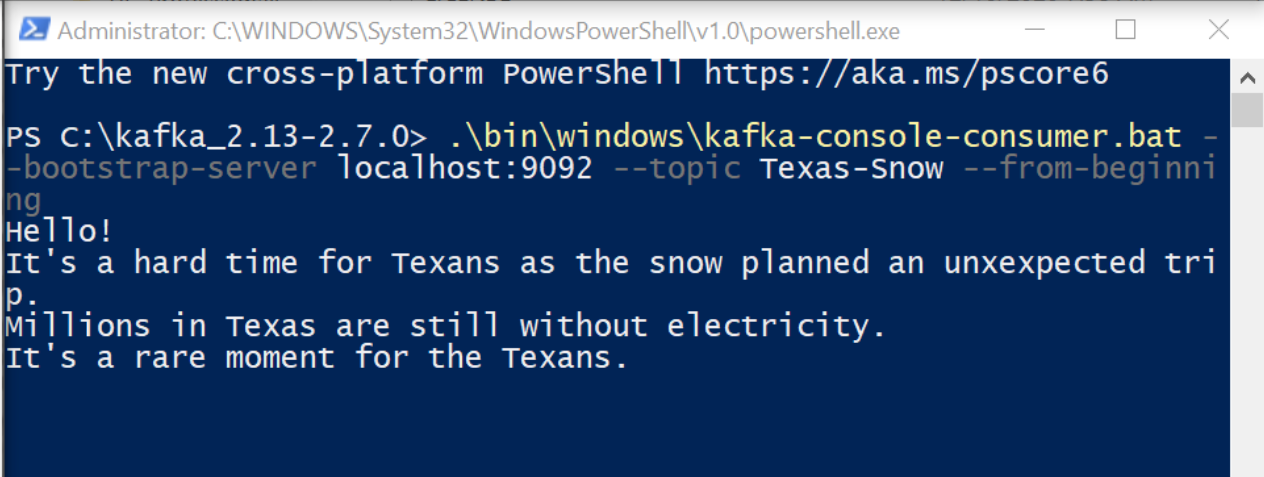 Administrator: C:\WINDOWS\System32\WindowsPowerShell\v1.0\powershell.exe
Try the new cross-platform PowerShell https://aka.ms/pscore6
PS C:\kafka_2.13-2.7.0> .\bin\windows\kafka-console-consumer.bat -
-bootstrap-server localhost:9092 --topic Texas-Snow --from-beginni
ng
Hello!
It's a hard time for Texans as the snow planned an unxexpected tri
p.
Millions in Texas are still without electricity.
It's a rare moment for the Texans.